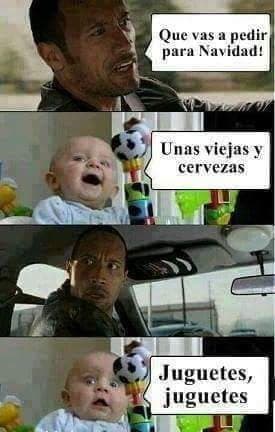 Que vas a pedir
para Navidad!
Unas viejas y
cervezas
Juguetes,
juguetes